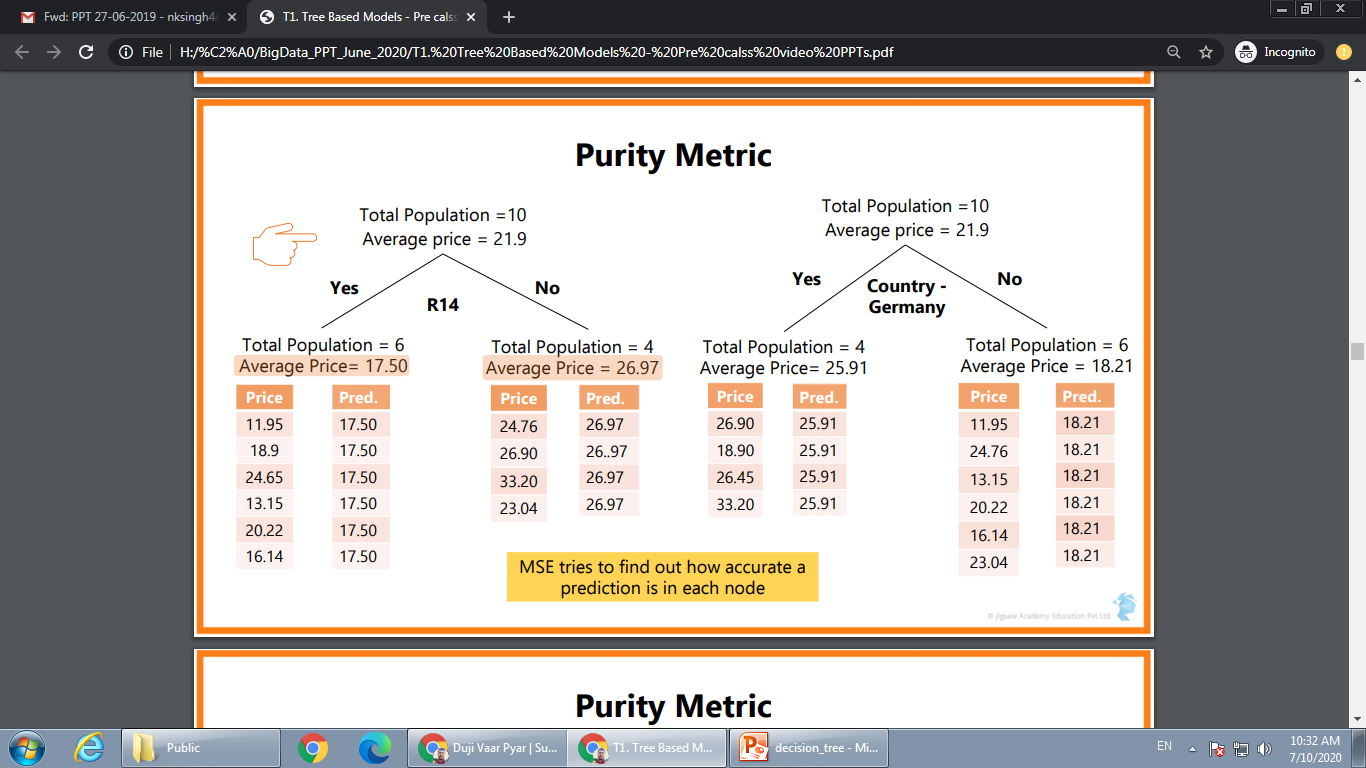 Fwd: PPT 27-06-2019 - nksingh44
T1. Tree Based Models - Pre calss
File
H:/%C2%A0/BigData_PPT_June_2020/T1.%20Tree%20Based%20Models%20-%20Pre%20calss%20video%20PPTs.pdf
Incognito
Purity Metric
Total Population =10
Average price = 21.9
Yes
No
R14
Total Population = 6
Average Price= 17.50
Price Pred.
11.95 17.50
18.9 17.50
24.65 17.50
13.15 17.50
20.22 17.50
16.14 17.50
Total Population = 4
Average Price = 26.97
Price Pred.
24.76 26.97
26.90 26..97
33.20 26.97
23.04 26.97
Total Population =10
Average price = 21.9
Yes
No
Country -
Germany
Total Population = 4
Average Price= 25.91
Price Pred.
26.90 25.91
18.90 25.91
26.45 25.91
33.20 25.91
Total Population = 6
Average Price = 18.21
Price Pred.
11.95 18.21
24.76 18.21
13.15 18.21
20.22 18.21
16.14 18.21
23.04 18.21
MSE tries to find out how accurate a
prediction is in each node
© Jigsaw Academy Education Pvt Ltd
Purity Metric
Public
Duji Vaar Pyar | Su...
T1. Tree Based M...
decision_tree - Mi...
EN
10:32 AM
7/10/2020